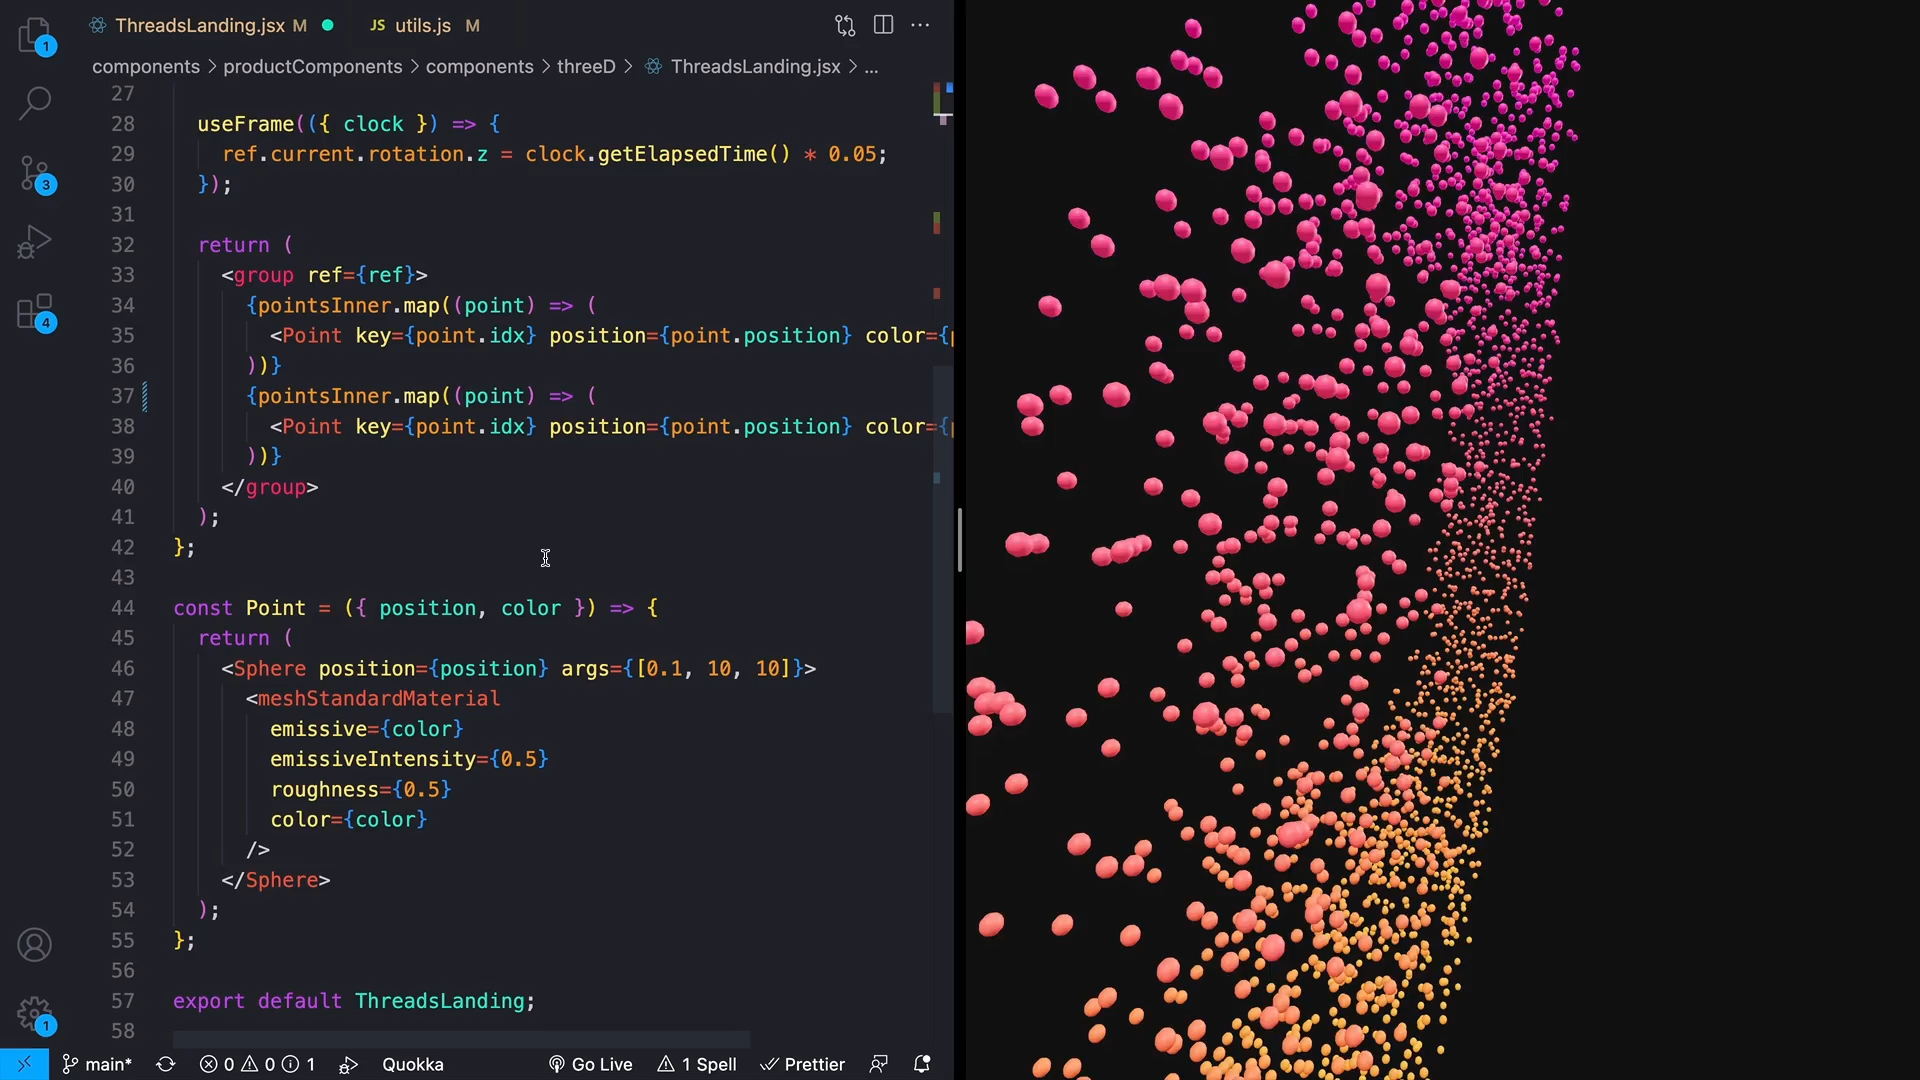 ThreadsLanding.jsx M
JS utils.js M
components > productComponents > components > threeD > ThreadsLanding.jsx > ...
27
28 useFrame(({ clock }) => {
29 ref.current.rotation.z = clock.getElapsedTime() * 0.05;
30 });
31
32 return (
33 <group ref={ref}>
34 {pointsInner.map((point) => (
35 <Point key={point.idx} position={point.position} color={
36 ))}
37 {pointsInner.map((point) => (
38 <Point key={point.idx} position={point.position} color={
39 ))}
40 </group>
41 );
42 };
43
44 const Point = ({ position, color }) => {
45 return (
46 <Sphere position={position} args={[0.1, 10, 10]}>
47 <meshStandardMaterial
48 emissive={color}
49 emissiveIntensity={0.5}
50 roughness={0.5}
51 color={color}
52 />
53 </Sphere>
54 );
55 };
56
57 export default ThreadsLanding;
58
1
3
4
1
main* 0 0 1 Quokka Go Live 1 Spell Prettier